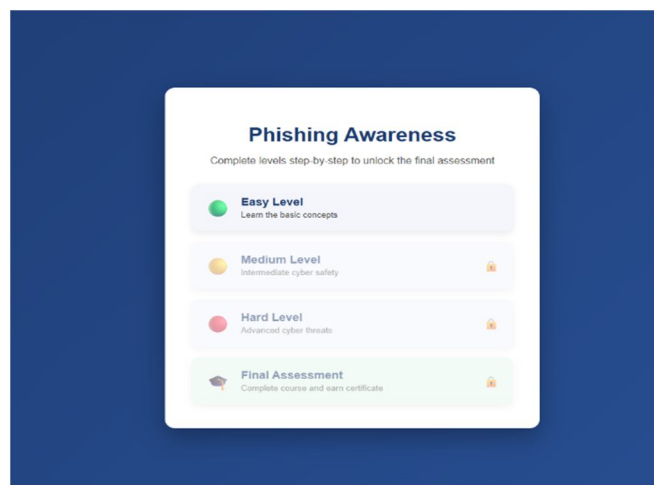 Phishing Awareness
Complete levels step-by-step to unlock the final assessment
Easy Level
Learn the basic concepts
Medium Level
Intermediate cyber safety
Hard Level
Advanced cyber threats
Final Assessment
Complete course and earn certificate